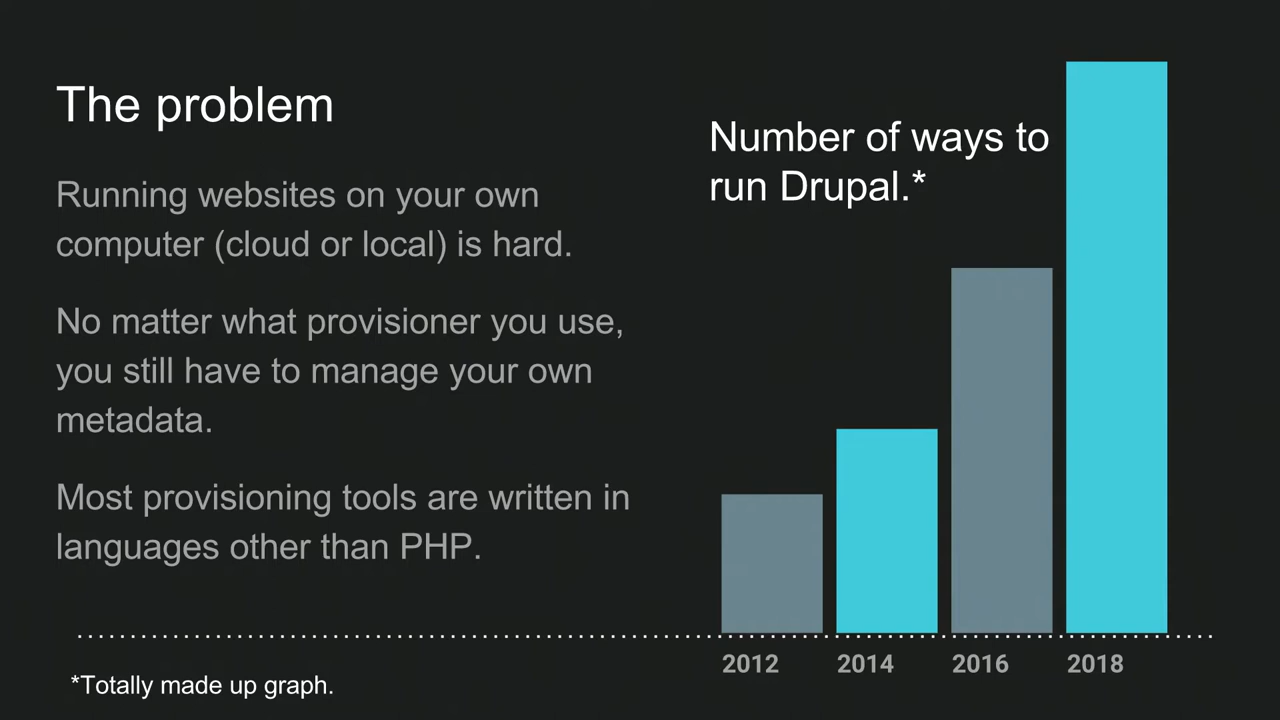 The problem
Running websites on your own
computer (cloud or local) is hard.
No matter what provisioner you use,
you still have to manage your own
metadata.
Most provisioning tools are written in
languages other than PHP.
Number of ways to
run Drupal.*
2012
2014
2016
2018
*Totally made up graph.